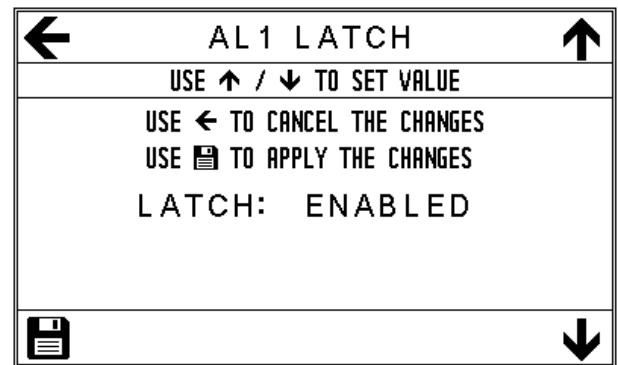 AL1 LATCH
USE ↑ / ↓ TO SET VALUE
USE ← TO CANCEL THE CHANGES
USE 💾 TO APPLY THE CHANGES
LATCH: ENABLED